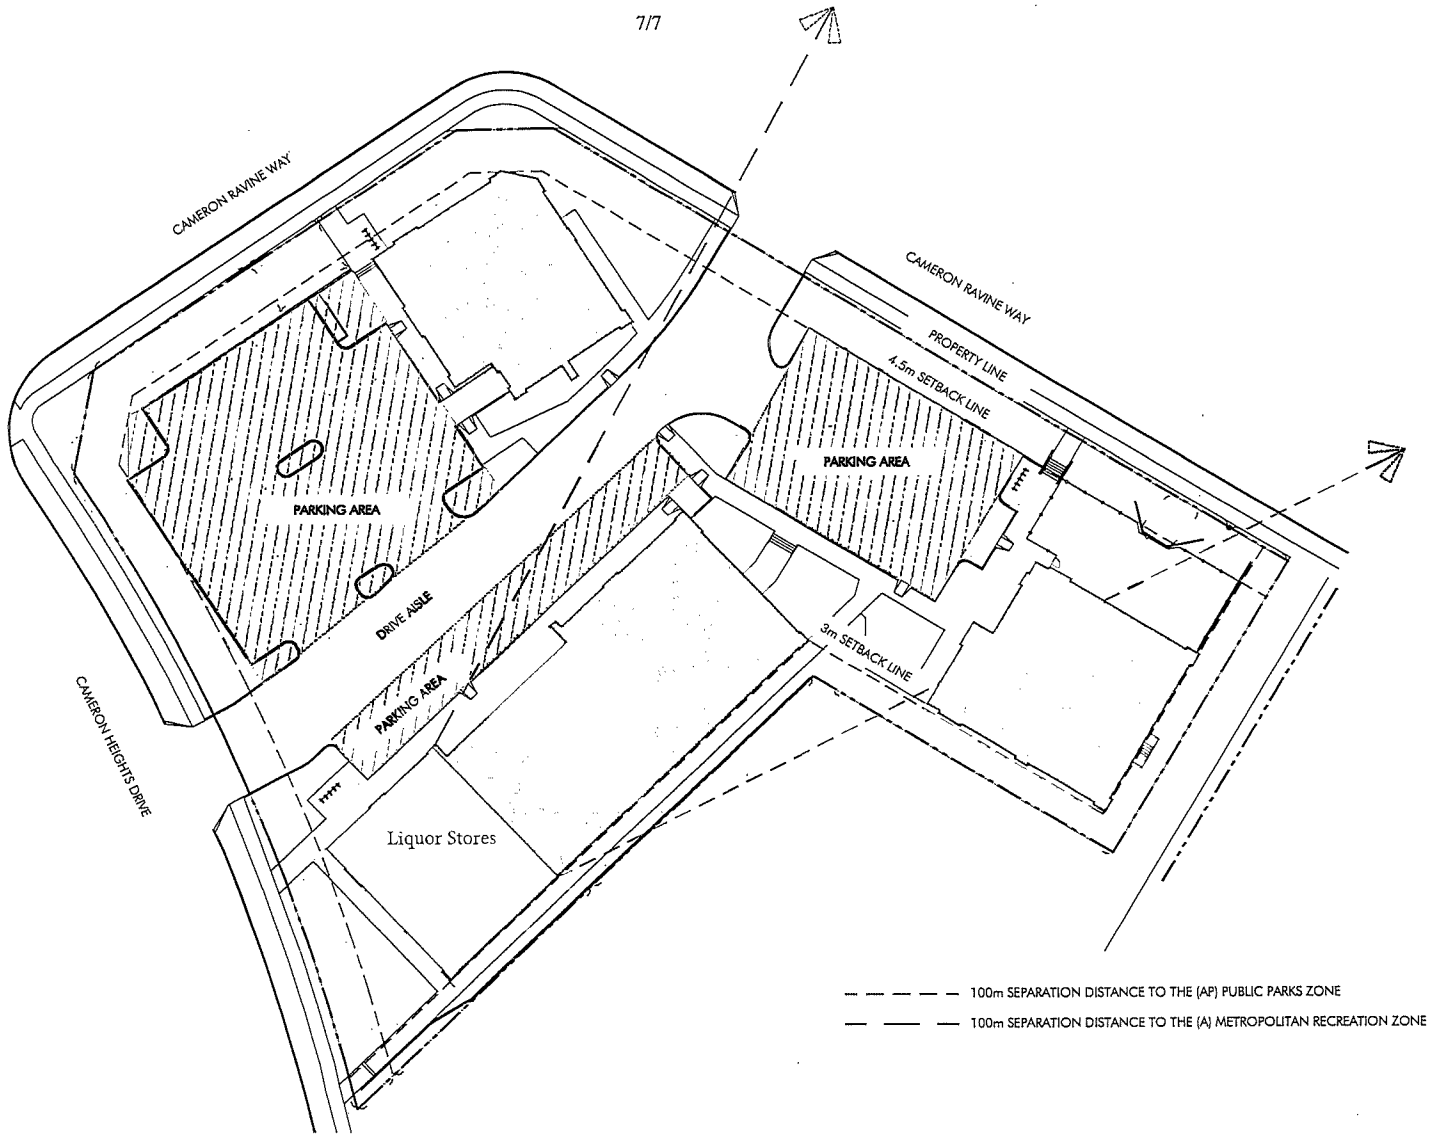 7/7
CAMERON RAVINE WAY
CAMERON RAVINE WAY
PROPERTY LINE
4.5m SETBACK LINE
PARKING AREA
PARKING AREA
DRIVE AISLE
3m SETBACK LINE
PARKING AREA
CAMERON HEIGHTS DRIVE
Liquor Stores
100m SEPARATION DISTANCE TO THE (AP) PUBLIC PARKS ZONE
100m SEPARATION DISTANCE TO THE (A) METROPOLITAN RECREATION ZONE